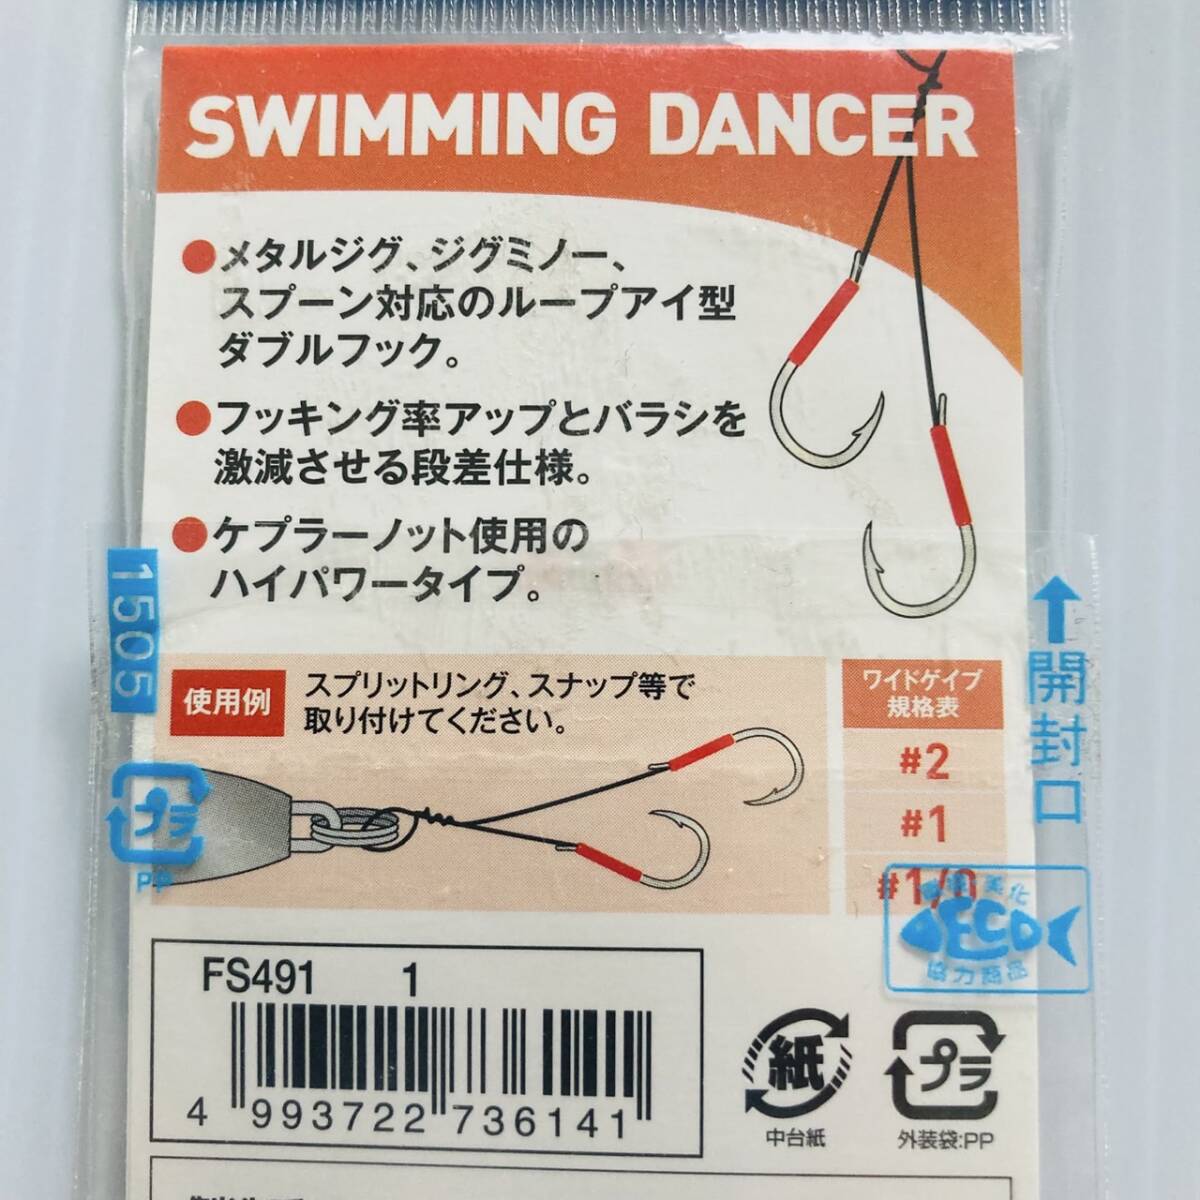 SWIMMING DANCER
●メタルジグ、ジグミノー、
スプーン対応のループアイ型
ダブルフック。
●フッキング率アップとバラシを
激減させる段差仕様。
●ケプラーノット使用の
ハイパワータイプ。
1505
開封口
使用例
スプリットリング、スナップ等で
取り付けてください。
ワイドゲイブ
規格表
#2
#1
#1/0
プラ
PP
環境美化
ECO
協力商品
FS491 1
4 993722 736141
紙
中台紙
プラ
外装袋:PP